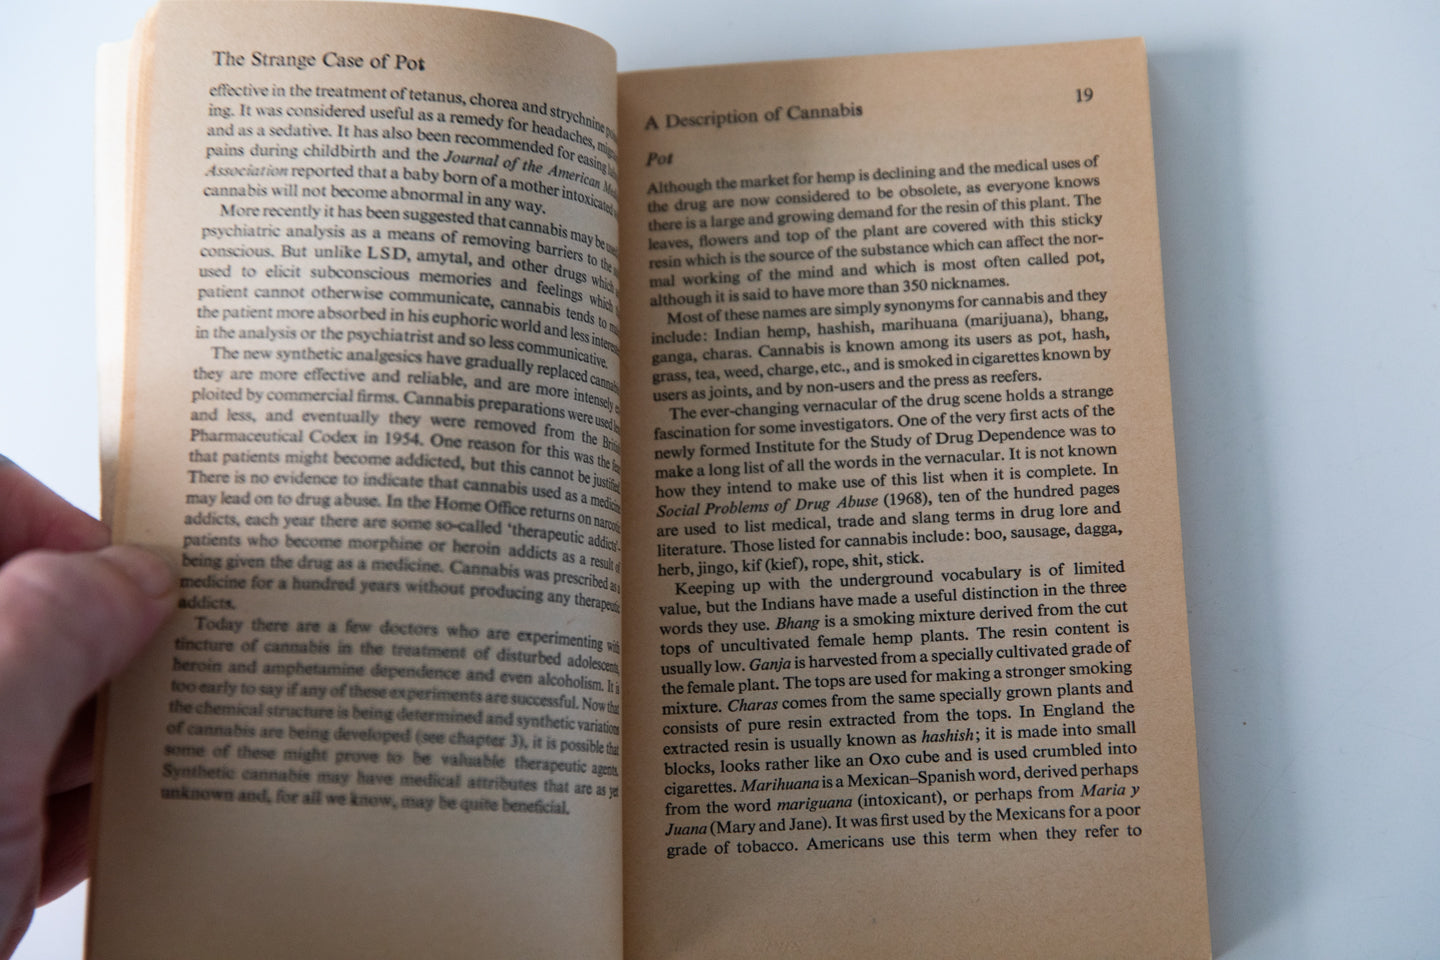 The Strange Case of Pot
effective in the treatment of tetanus, chorea and strychnine
ing. It was considered useful as a remedy for headaches,
and as a sedative. It has also been recommended for easing
pains during childbirth and the Journal of the American
Association reported that a baby born of a mother intoxicated
cannabis will not become abnormal in any way.
More recently it has been suggested that cannabis may be
psychiatric analysis as a means of removing barriers to the
conscious. But unlike LSD, amytal, and other drugs which
used to elicit subconscious memories and feelings which
patient cannot otherwise communicate, cannabis tends to
the patient more absorbed in his euphoric world and less
in the analysis or the psychiatrist and so less communicative.
The new synthetic analgesics have gradually replaced
they are more effective and reliable, and are more intensely
ploited by commercial firms. Cannabis preparations were used
and less, and eventually they were removed from the
Pharmaceutical Codex in 1954. One reason for this was the
that patients might become addicted, but this cannot be justified.
There is no evidence to indicate that cannabis used as a medicine
may lead on to drug abuse. In the Home Office returns on
addicts, each year there are some so-called 'therapeutic addicts'–
patients who become morphine or heroin addicts as a result of
being given the drug as a medicine. Cannabis was prescribed as a
medicine for a hundred years without producing any therapeutic
addicts.
Today there are a few doctors who are experimenting with
tincture of cannabis in the treatment of disturbed adolescents,
heroin and amphetamine dependence and even alcoholism. It is
too early to say if any of these experiments are successful. Now that
the chemical structure is being determined and synthetic variations
of cannabis are being developed (see chapter 3), it is possible that
some of these might prove to be valuable therapeutic agents.
Synthetic cannabis may have medical attributes that are as yet
unknown and, for all we know, may be quite beneficial.
A Description of Cannabis 19
Pot
Although the market for hemp is declining and the medical uses of
the drug are now considered to be obsolete, as everyone knows
there is a large and growing demand for the resin of this plant. The
leaves, flowers and top of the plant are covered with this sticky
resin which is the source of the substance which can affect the nor-
mal working of the mind and which is most often called pot,
although it is said to have more than 350 nicknames.
Most of these names are simply synonyms for cannabis and they
include: Indian hemp, hashish, marihuana (marijuana), bhang,
ganga, charas. Cannabis is known among its users as pot, hash,
grass, tea, weed, charge, etc., and is smoked in cigarettes known by
users as joints, and by non-users and the press as reefers.
The ever-changing vernacular of the drug scene holds a strange
fascination for some investigators. One of the very first acts of the
newly formed Institute for the Study of Drug Dependence was to
make a long list of all the words in the vernacular. It is not known
how they intend to make use of this list when it is complete. In
Social Problems of Drug Abuse (1968), ten of the hundred pages
are used to list medical, trade and slang terms in drug lore and
literature. Those listed for cannabis include: boo, sausage, dagga,
herb, jingo, kif (kief), rope, shit, stick.
Keeping up with the underground vocabulary is of limited
value, but the Indians have made a useful distinction in the three
words they use. Bhang is a smoking mixture derived from the cut
tops of uncultivated female hemp plants. The resin content is
usually low. Ganja is harvested from a specially cultivated grade of
the female plant. The tops are used for making a stronger smoking
mixture. Charas comes from the same specially grown plants and
consists of pure resin extracted from the tops. In England the
extracted resin is usually known as hashish; it is made into small
blocks, looks rather like an Oxo cube and is used crumbled into
cigarettes. Marihuana is a Mexican–Spanish word, derived perhaps
from the word mariguana (intoxicant), or perhaps from Maria y
Juana (Mary and Jane). It was first used by the Mexicans for a poor
grade of tobacco. Americans use this term when they refer to